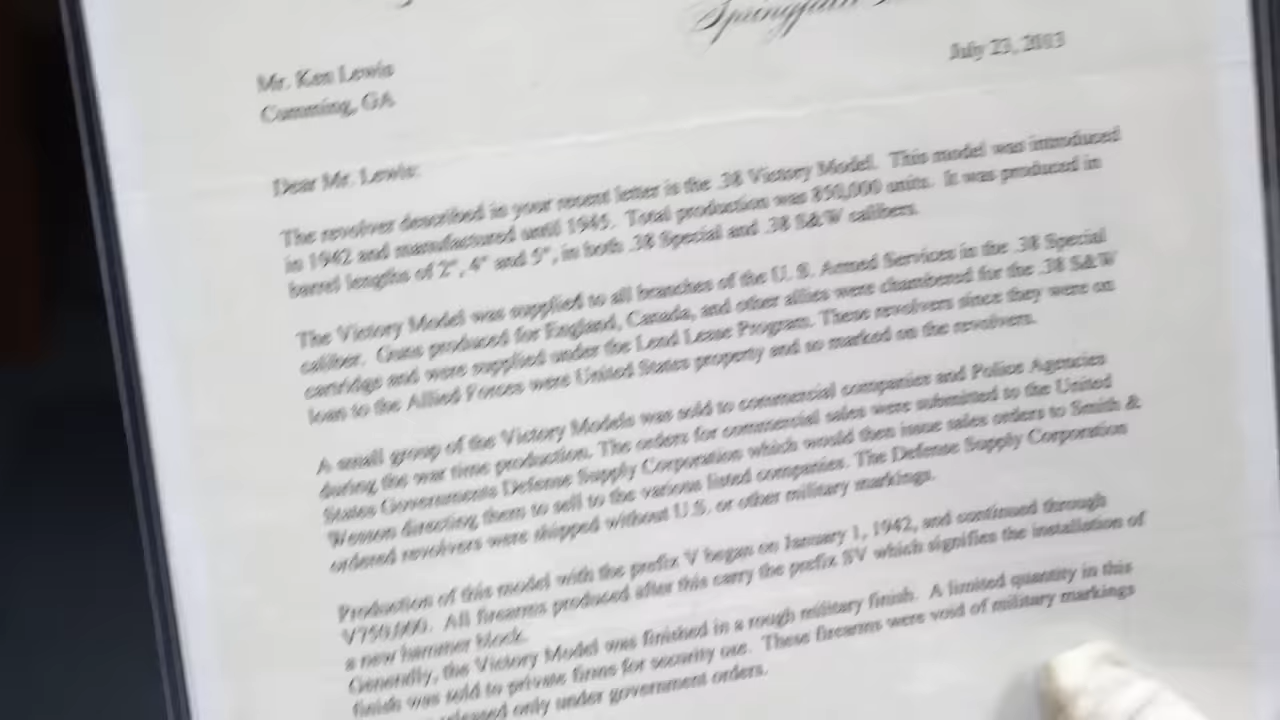 July 23, 2013
Mr. Ken Lewis
Cumming, GA
Dear Mr. Lewis:
The revolver described in your recent letter is the .38 Victory Model. This model was introduced
in 1942 and manufactured until 1945. Total production was 850,000 units. It was produced in
barrel lengths of 2", 4" and 5", in both .38 Special and .38 S&W calibers.
The Victory Model was supplied to all branches of the U. S. Armed Services in the .38 Special
caliber. Guns produced for England, Canada, and other allies were chambered for the .38 S&W
cartridge and were supplied under the Lend Lease Program. These revolvers since they were on
loan to the Allied Forces were United States property and so marked on the revolvers.
A small group of the Victory Models was sold to commercial companies and Police Agencies
during the war time production. The orders for commercial sales were submitted to the United
States Governments Defense Supply Corporation which would then issue sales orders to Smith &
Wesson directing them to sell to the various listed companies. The Defense Supply Corporation
ordered revolvers were shipped without U.S. or other military markings.
Production of this model with the prefix V began on January 1, 1942, and continued through
All firearms produced after this carry the prefix SV which signifies the installation of
a new hammer block.
Generally, the Victory Model was finished in a rough military finish. A limited quantity in this
finish was sold to private firms for security use. These firearms were void of military markings
released only under government orders.